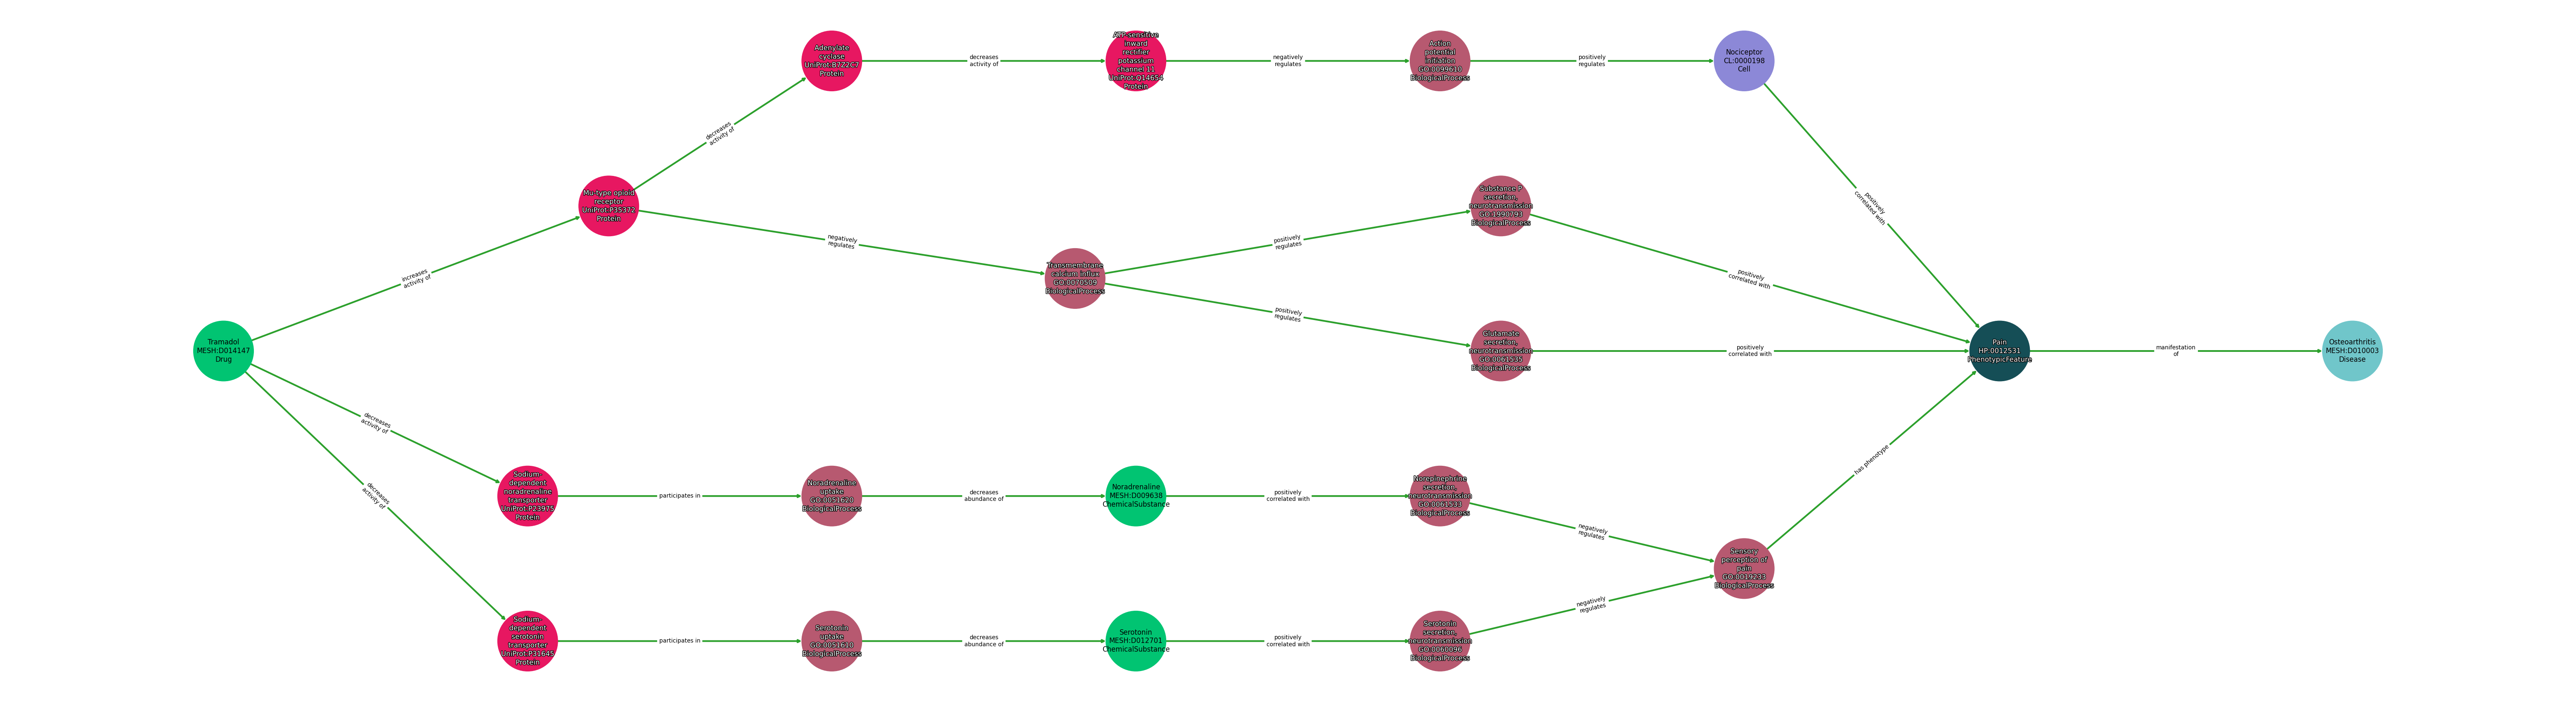 Adenylate
cyclase
UniProt:B7Z2C7
Protein
decreases
activity of
ATP-sensitive
inward
rectifier
potassium
channel 11
UniProt:Q14654
Protein
negatively
regulates
Action
potential
initiation
GO:0099610
BiologicalProcess
positively
regulates
Nociceptor
CL:0000198
Cell
decreases
activity of
Mu-type opioid
receptor
UniProt:P35372
Protein
negatively
regulates
Transmembrane
calcium influx
GO:0070509
BiologicalProcess
positively
regulates
Substance P
secretion,
neurotransmission
GO:1990793
BiologicalProcess
positively
correlated with
positively
correlated with
increases
activity of
positively
regulates
Tramadol
MESH:D014147
Drug
Glutamate
secretion,
neurotransmission
GO:0061535
BiologicalProcess
positively
correlated with
Pain
HP:0012531
PhenotypicFeature
manifestation
of
Osteoarthritis
MESH:D010003
Disease
decreases
activity of
decreases
activity of
Sodium-
dependent
noradrenaline
transporter
UniProt:P23975
Protein
participates in
Noradrenaline
uptake
GO:0051620
BiologicalProcess
decreases
abundance of
Noradrenaline
MESH:D009638
ChemicalSubstance
positively
correlated with
Norepinephrine
secretion,
neurotransmission
GO:0061533
BiologicalProcess
negatively
regulates
has phenotype
Sensory
perception of
pain
GO:0019233
BiologicalProcess
negatively
regulates
Sodium-
dependent
serotonin
transporter
UniProt:P31645
Protein
participates in
Serotonin
uptake
GO:0051610
BiologicalProcess
decreases
abundance of
Serotonin
MESH:D012701
ChemicalSubstance
positively
correlated with
Serotonin
secretion,
neurotransmission
GO:0060096
BiologicalProcess